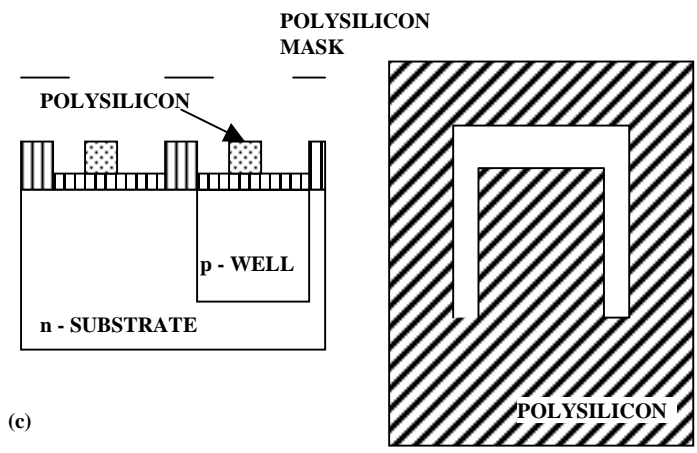 POLYSILICON
MASK
POLYSILICON
p - WELL
n - SUBSTRATE
POLYSILICON
(c)